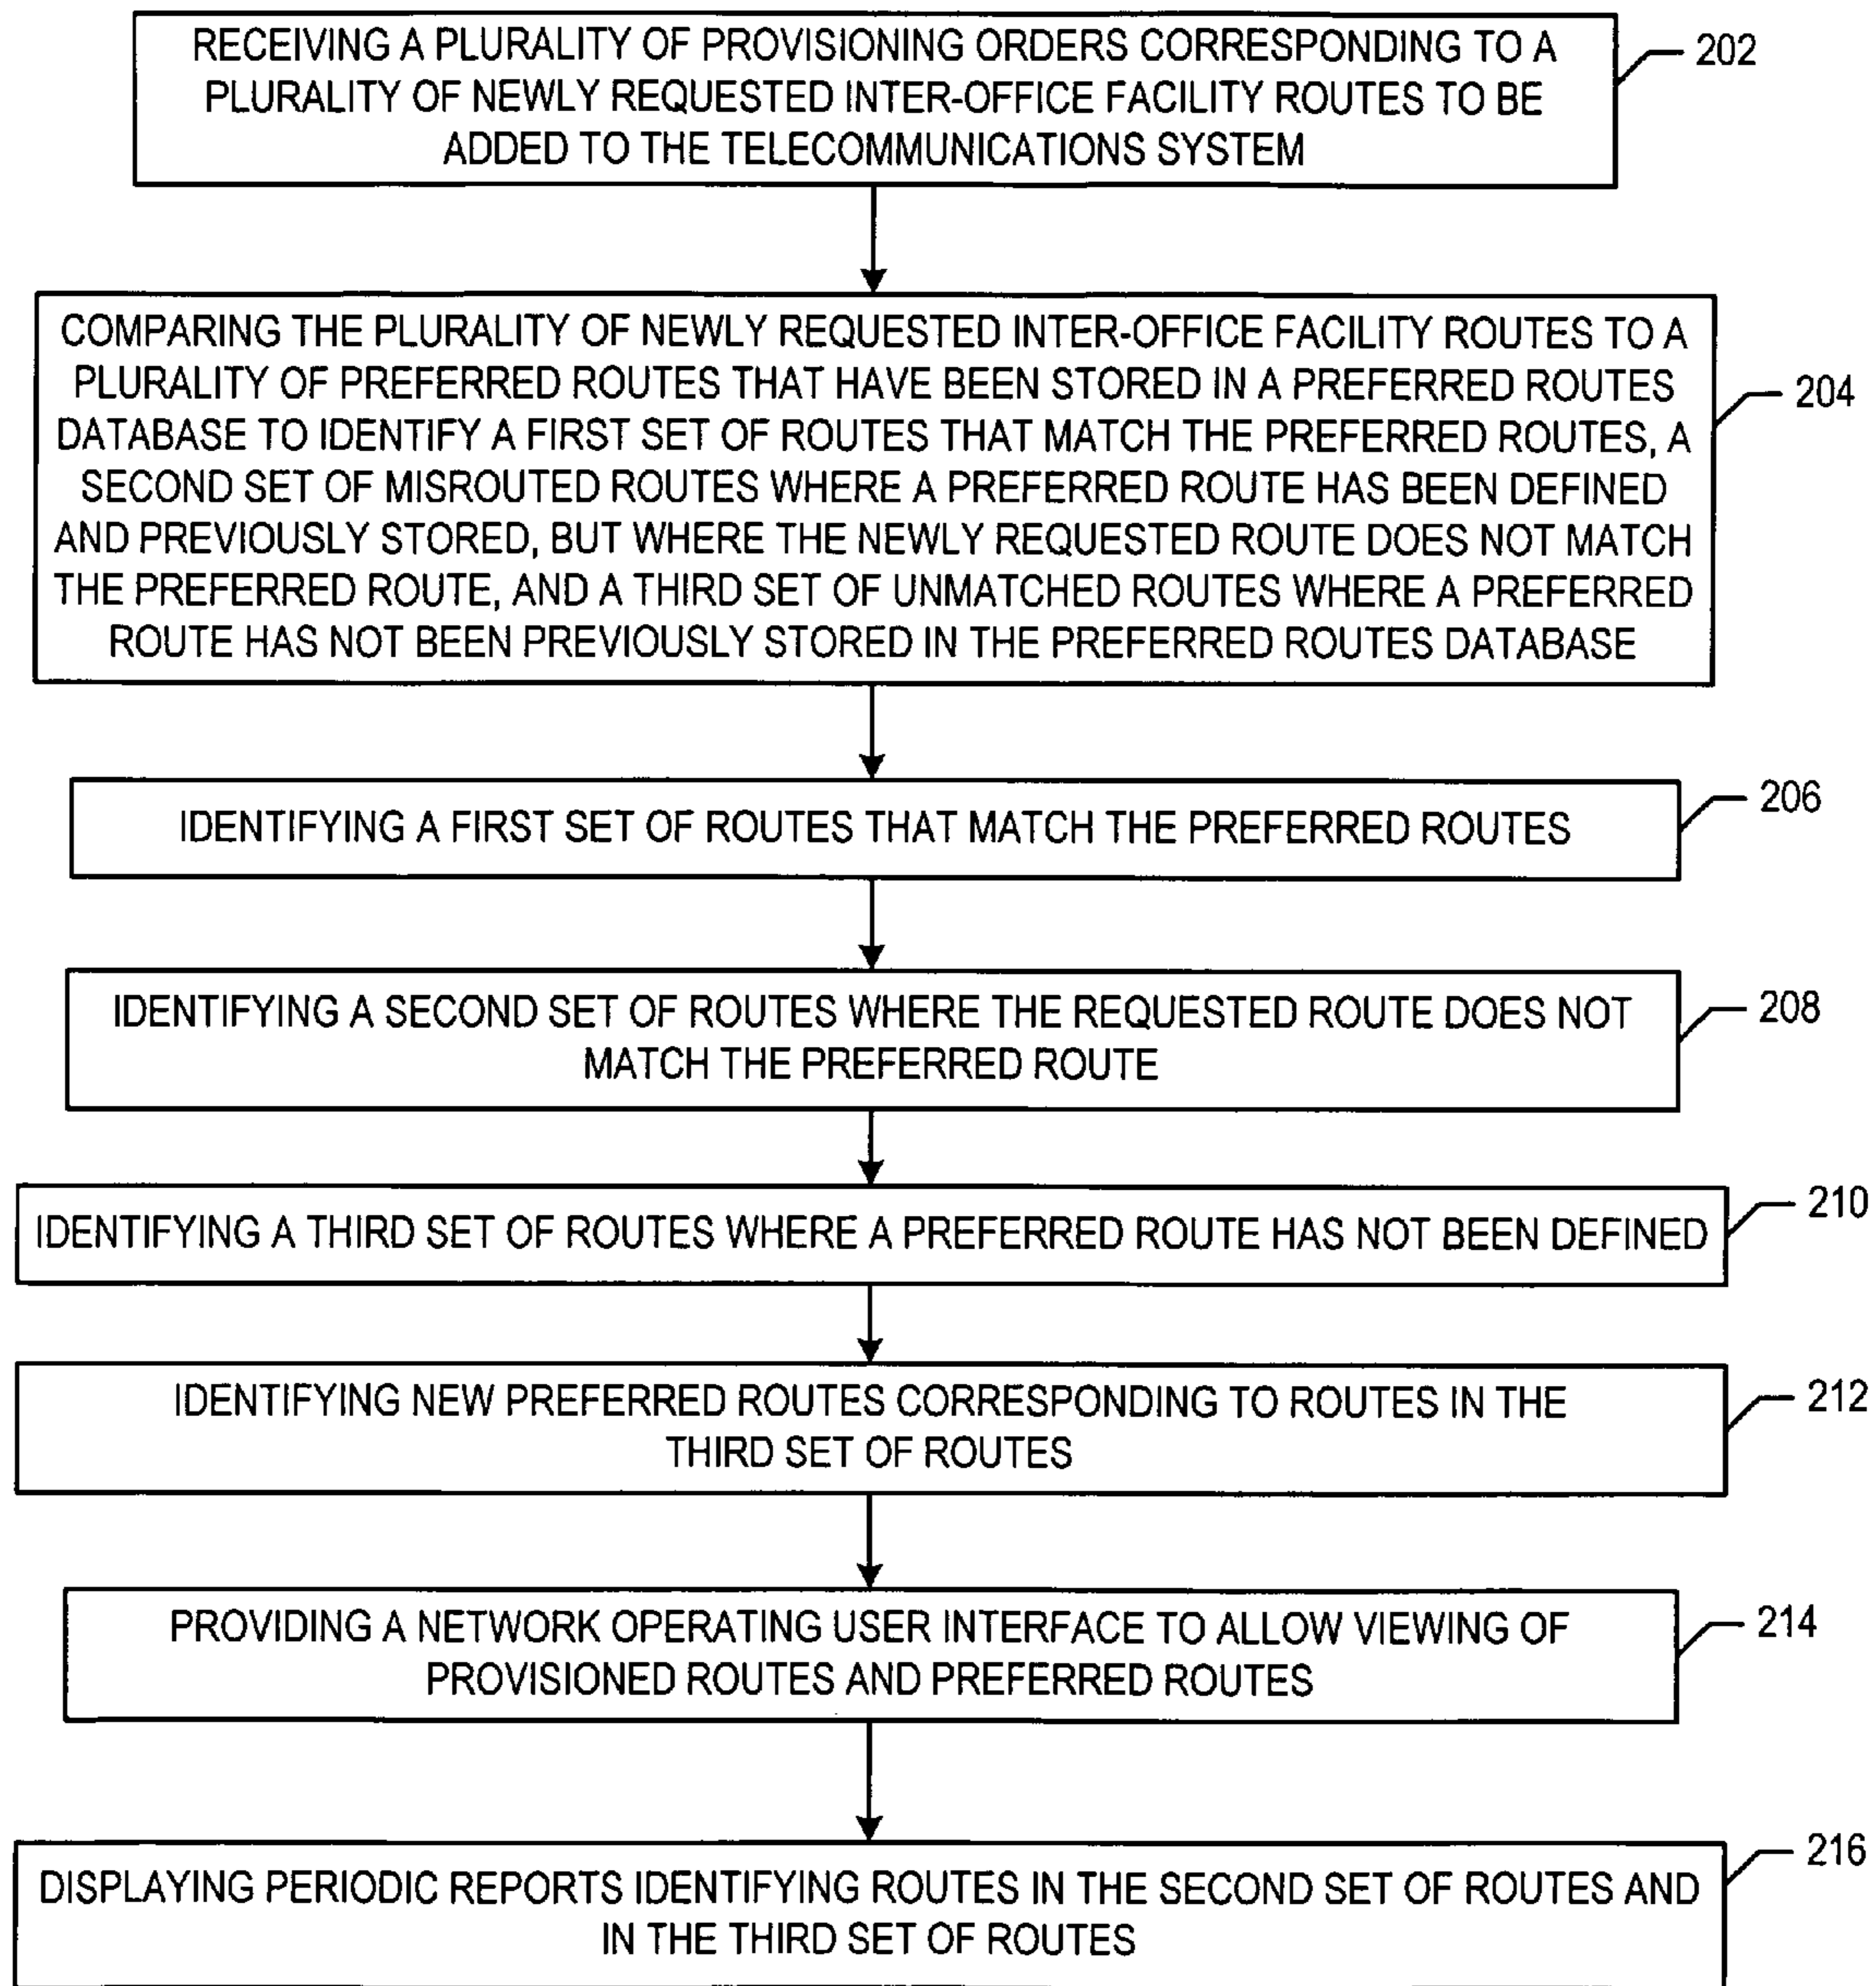 RECEIVING A PLURALITY OF PROVISIONING ORDERS CORRESPONDING TO A
PLURALITY OF NEWLY REQUESTED INTER-OFFICE FACILITY ROUTES TO BE
ADDED TO THE TELECOMMUNICATIONS SYSTEM
202
COMPARING THE PLURALITY OF NEWLY REQUESTED INTER-OFFICE FACILITY ROUTES TO A
PLURALITY OF PREFERRED ROUTES THAT HAVE BEEN STORED IN A PREFERRED ROUTES
DATABASE TO IDENTIFY A FIRST SET OF ROUTES THAT MATCH THE PREFERRED ROUTES, A
SECOND SET OF MISROUTED ROUTES WHERE A PREFERRED ROUTE HAS BEEN DEFINED
AND PREVIOUSLY STORED, BUT WHERE THE NEWLY REQUESTED ROUTE DOES NOT MATCH
THE PREFERRED ROUTE, AND A THIRD SET OF UNMATCHED ROUTES WHERE A PREFERRED
ROUTE HAS NOT BEEN PREVIOUSLY STORED IN THE PREFERRED ROUTES DATABASE
204
IDENTIFYING A FIRST SET OF ROUTES THAT MATCH THE PREFERRED ROUTES
206
IDENTIFYING A SECOND SET OF ROUTES WHERE THE REQUESTED ROUTE DOES NOT
MATCH THE PREFERRED ROUTE
208
IDENTIFYING A THIRD SET OF ROUTES WHERE A PREFERRED ROUTE HAS NOT BEEN DEFINED
210
IDENTIFYING NEW PREFERRED ROUTES CORRESPONDING TO ROUTES IN THE
THIRD SET OF ROUTES
212
PROVIDING A NETWORK OPERATING USER INTERFACE TO ALLOW VIEWING OF
PROVISIONED ROUTES AND PREFERRED ROUTES
214
DISPLAYING PERIODIC REPORTS IDENTIFYING ROUTES IN THE SECOND SET OF ROUTES AND
IN THE THIRD SET OF ROUTES
216